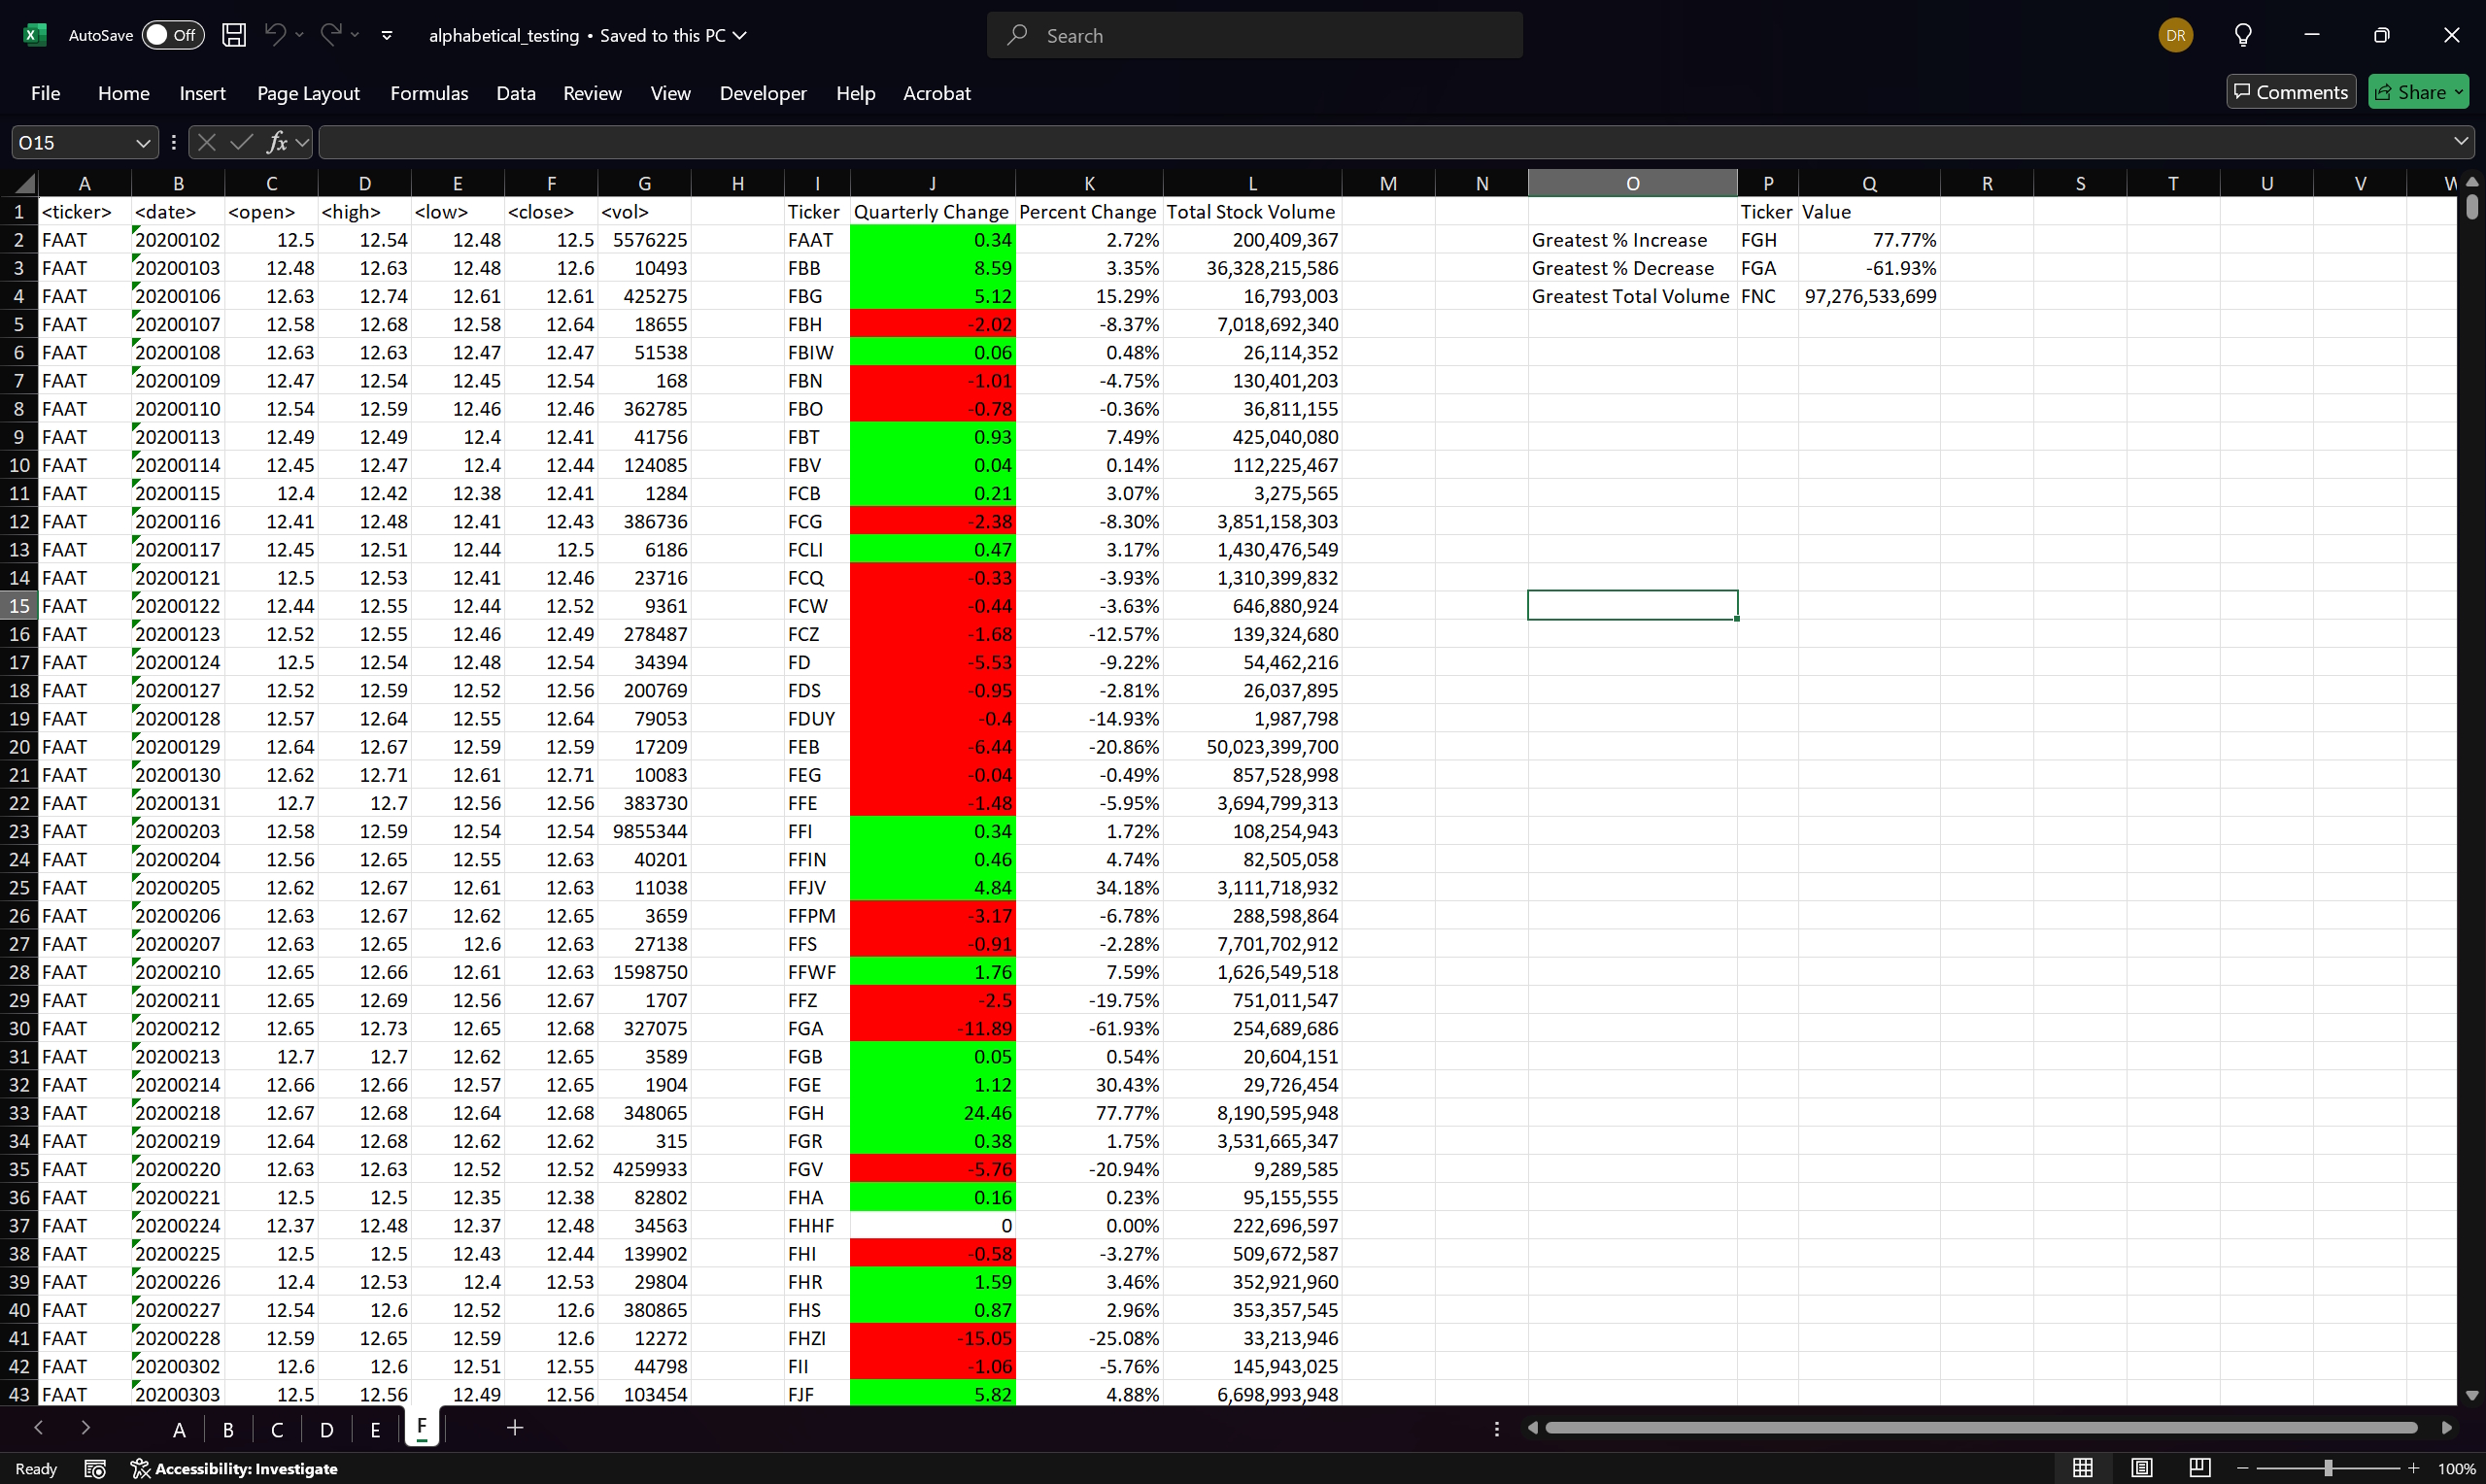 AutoSave Off alphabetical_testing • Saved to this PC Search DR
File Home Insert Page Layout Formulas Data Review View Developer Help Acrobat Comments Share
O15 fx
A B C D E F G H I J K L M N O P Q R S T U V W
1 <ticker> <date> <open> <high> <low> <close> <vol> Ticker Quarterly Change Percent Change Total Stock Volume Ticker Value
2 FAAT 20200102 12.5 12.54 12.48 12.5 5576225 FAAT 0.34 2.72% 200,409,367 Greatest % Increase FGH 77.77%
3 FAAT 20200103 12.48 12.63 12.48 12.6 10493 FBB 8.59 3.35% 36,328,215,586 Greatest % Decrease FGA -61.93%
4 FAAT 20200106 12.63 12.74 12.61 12.61 425275 FBG 5.12 15.29% 16,793,003 Greatest Total Volume FNC 97,276,533,699
5 FAAT 20200107 12.58 12.68 12.58 12.64 18655 FBH -2.02 -8.37% 7,018,692,340
6 FAAT 20200108 12.63 12.63 12.47 12.47 51538 FBIW 0.06 0.48% 26,114,352
7 FAAT 20200109 12.47 12.54 12.45 12.54 168 FBN -1.01 -4.75% 130,401,203
8 FAAT 20200110 12.54 12.59 12.46 12.46 362785 FBO -0.78 -0.36% 36,811,155
9 FAAT 20200113 12.49 12.49 12.4 12.41 41756 FBT 0.93 7.49% 425,040,080
10 FAAT 20200114 12.45 12.47 12.4 12.44 124085 FBV 0.04 0.14% 112,225,467
11 FAAT 20200115 12.4 12.42 12.38 12.41 1284 FCB 0.21 3.07% 3,275,565
12 FAAT 20200116 12.41 12.48 12.41 12.43 386736 FCG -2.38 -8.30% 3,851,158,303
13 FAAT 20200117 12.45 12.51 12.44 12.5 6186 FCLI 0.47 3.17% 1,430,476,549
14 FAAT 20200121 12.5 12.53 12.41 12.46 23716 FCQ -0.33 -3.93% 1,310,399,832
15 FAAT 20200122 12.44 12.55 12.44 12.52 9361 FCW -0.44 -3.63% 646,880,924
16 FAAT 20200123 12.52 12.55 12.46 12.49 278487 FCZ -1.68 -12.57% 139,324,680
17 FAAT 20200124 12.5 12.54 12.48 12.54 34394 FD -5.53 -9.22% 54,462,216
18 FAAT 20200127 12.52 12.59 12.52 12.56 200769 FDS -0.95 -2.81% 26,037,895
19 FAAT 20200128 12.57 12.64 12.55 12.64 79053 FDUY -0.4 -14.93% 1,987,798
20 FAAT 20200129 12.64 12.67 12.59 12.59 17209 FEB -6.44 -20.86% 50,023,399,700
21 FAAT 20200130 12.62 12.71 12.61 12.71 10083 FEG -0.04 -0.49% 857,528,998
22 FAAT 20200131 12.7 12.7 12.56 12.56 383730 FFE -1.48 -5.95% 3,694,799,313
23 FAAT 20200203 12.58 12.59 12.54 12.54 9855344 FFI 0.34 1.72% 108,254,943
24 FAAT 20200204 12.56 12.65 12.55 12.63 40201 FFIN 0.46 4.74% 82,505,058
25 FAAT 20200205 12.62 12.67 12.61 12.63 11038 FFJV 4.84 34.18% 3,111,718,932
26 FAAT 20200206 12.63 12.67 12.62 12.65 3659 FFPM -3.17 -6.78% 288,598,864
27 FAAT 20200207 12.63 12.65 12.6 12.63 27138 FFS -0.91 -2.28% 7,701,702,912
28 FAAT 20200210 12.65 12.66 12.61 12.63 1598750 FFWF 1.76 7.59% 1,626,549,518
29 FAAT 20200211 12.65 12.69 12.56 12.67 1707 FFZ -2.5 -19.75% 751,011,547
30 FAAT 20200212 12.65 12.73 12.65 12.68 327075 FGA -11.89 -61.93% 254,689,686
31 FAAT 20200213 12.7 12.7 12.62 12.65 3589 FGB 0.05 0.54% 20,604,151
32 FAAT 20200214 12.66 12.66 12.57 12.65 1904 FGE 1.12 30.43% 29,726,454
33 FAAT 20200218 12.67 12.68 12.64 12.68 348065 FGH 24.46 77.77% 8,190,595,948
34 FAAT 20200219 12.64 12.68 12.62 12.62 315 FGR 0.38 1.75% 3,531,665,347
35 FAAT 20200220 12.63 12.63 12.52 12.52 4259933 FGV -5.76 -20.94% 9,289,585
36 FAAT 20200221 12.5 12.5 12.35 12.38 82802 FHA 0.16 0.23% 95,155,555
37 FAAT 20200224 12.37 12.48 12.37 12.48 34563 FHHF 0 0.00% 222,696,597
38 FAAT 20200225 12.5 12.5 12.43 12.44 139902 FHI -0.58 -3.27% 509,672,587
39 FAAT 20200226 12.4 12.53 12.4 12.53 29804 FHR 1.59 3.46% 352,921,960
40 FAAT 20200227 12.54 12.6 12.52 12.6 380865 FHS 0.87 2.96% 353,357,545
41 FAAT 20200228 12.59 12.65 12.59 12.6 12272 FHZI -15.05 -25.08% 33,213,946
42 FAAT 20200302 12.6 12.6 12.51 12.55 44798 FII -1.06 -5.76% 145,943,025
43 FAAT 20200303 12.5 12.56 12.49 12.56 103454 FJF 5.82 4.88% 6,698,993,948
A B C D E F
Ready Accessibility: Investigate 100%